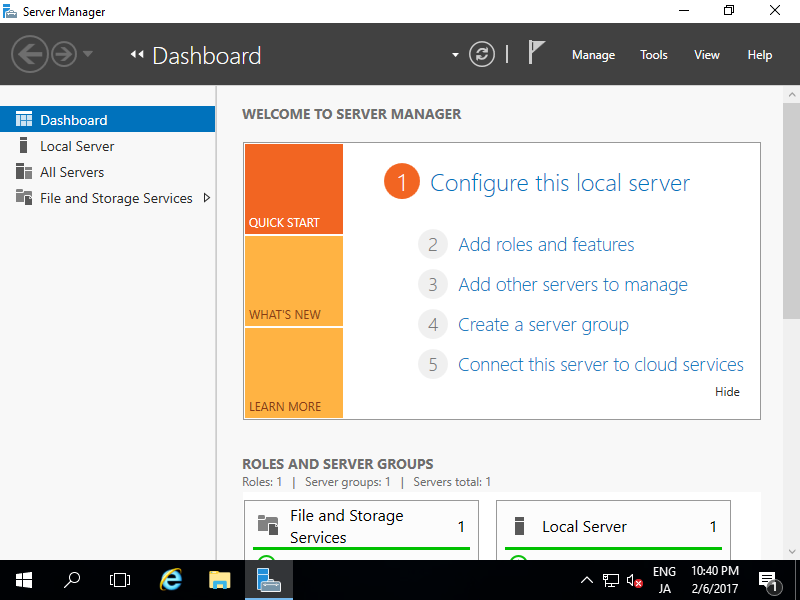 Server Manager
Dashboard
Manage Tools View Help
Dashboard
Local Server
All Servers
File and Storage Services
WELCOME TO SERVER MANAGER
QUICK START
WHAT'S NEW
LEARN MORE
1 Configure this local server
2 Add roles and features
3 Add other servers to manage
4 Create a server group
5 Connect this server to cloud services
Hide
ROLES AND SERVER GROUPS
Roles: 1 | Server groups: 1 | Servers total: 1
File and Storage
Services
1
Local Server 1
ENG
JA
10:40 PM
2/6/2017
1